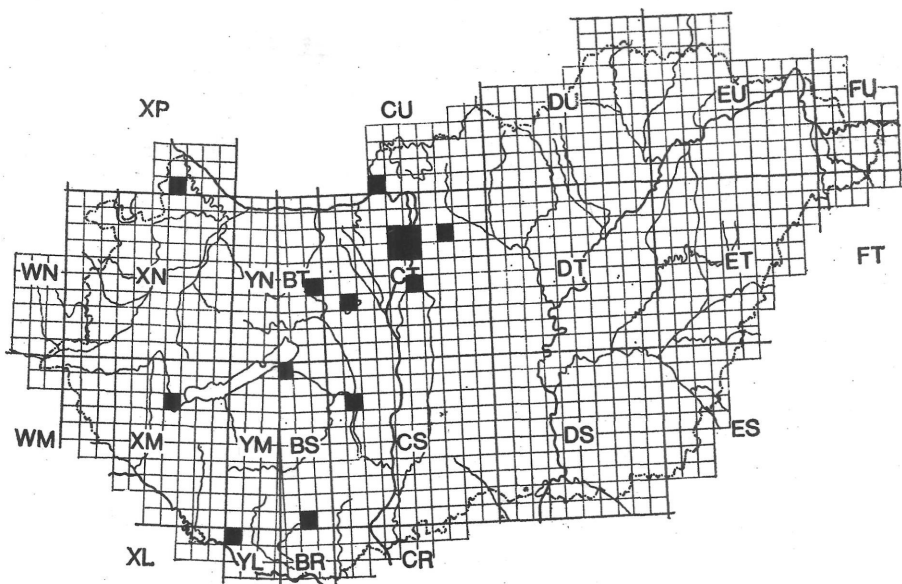 DU EU FU
XP CU
WN XN YN BT CT DT ET FT
WM XM YM BS CS DS ES
XL YL BR CR